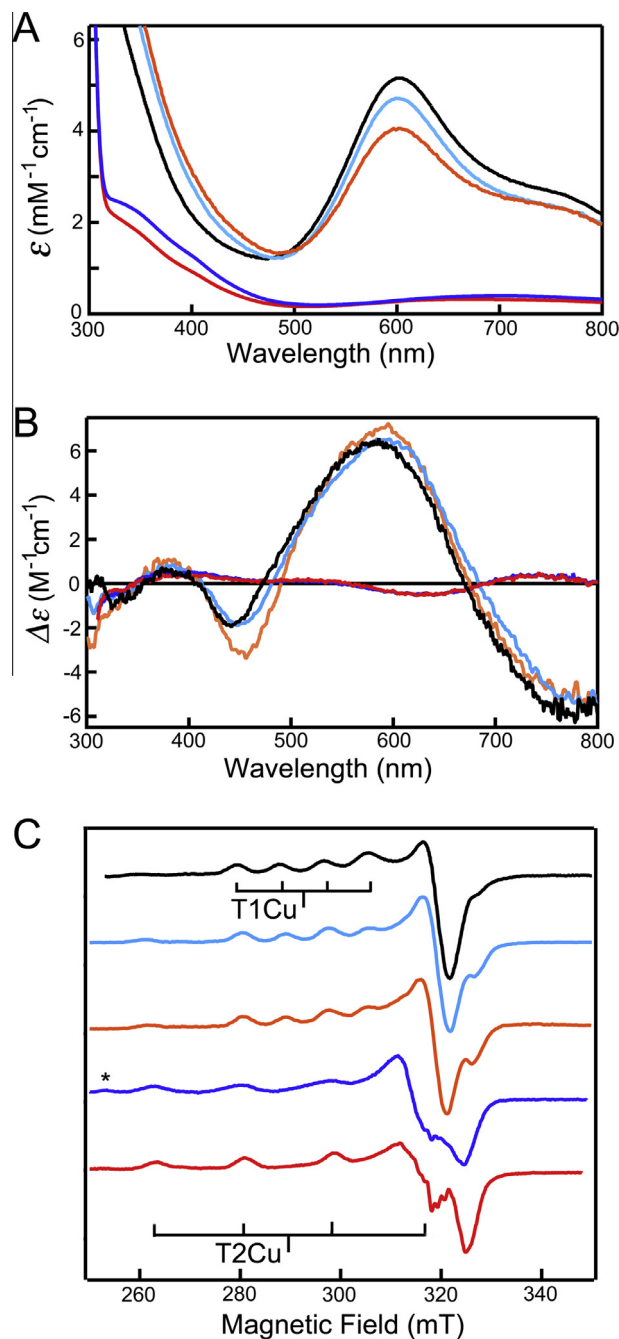 A
6
4
2
0
ε (mM⁻¹cm⁻¹)
300 400 500 600 700 800
Wavelength (nm)
B
6
4
2
0
-2
-4
-6
Δε (M⁻¹cm⁻¹)
300 400 500 600 700 800
Wavelength (nm)
C
T1Cu
*
T2Cu
260 280 300 320 340
Magnetic Field (mT)